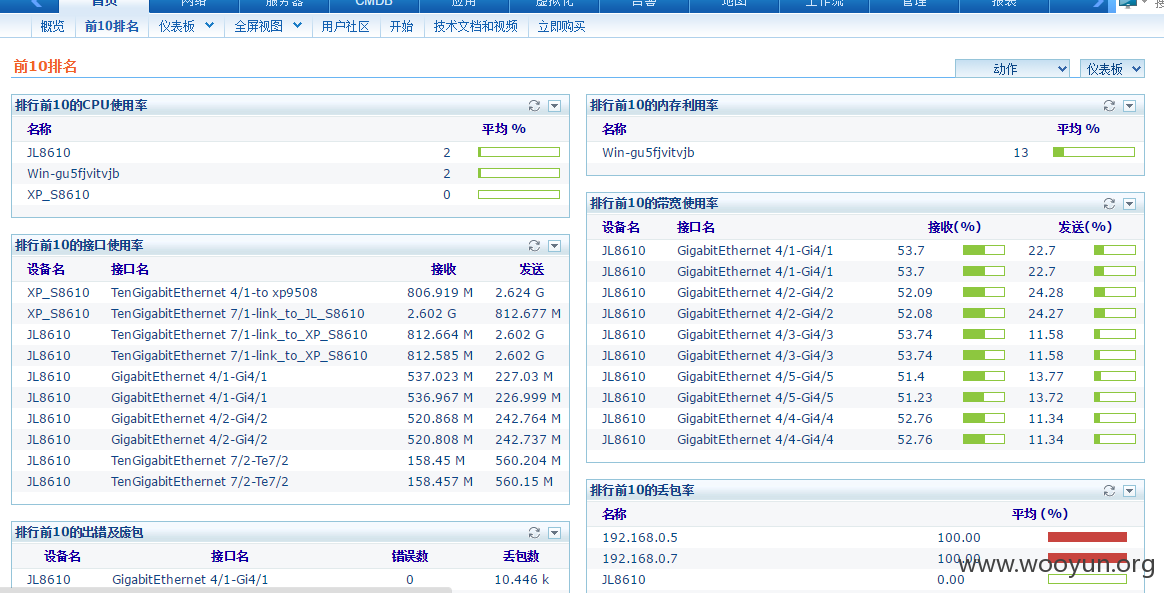 首页 网络 服务器 CMDB 应用 虚拟化 告警 地图 工作流 管理 报表
概览 前10排名 仪表板 全屏视图 用户社区 开始 技术文档和视频 立即购买
前10排名 动作 仪表板
排行前10的CPU使用率
名称 平均 %
JL8610 2
Win-gu5fjvitvjb 2
XP_S8610 0
排行前10的接口使用率
设备名 接口名 接收 发送
XP_S8610 TenGigabitEthernet 4/1-to xp9508 806.919 M 2.624 G
XP_S8610 TenGigabitEthernet 7/1-link_to_JL_S8610 2.602 G 812.677 M
JL8610 TenGigabitEthernet 7/1-link_to_XP_S8610 812.664 M 2.602 G
JL8610 TenGigabitEthernet 7/1-link_to_XP_S8610 812.585 M 2.602 G
JL8610 GigabitEthernet 4/1-Gi4/1 537.023 M 227.03 M
JL8610 GigabitEthernet 4/1-Gi4/1 536.967 M 226.999 M
JL8610 GigabitEthernet 4/2-Gi4/2 520.868 M 242.764 M
JL8610 GigabitEthernet 4/2-Gi4/2 520.808 M 242.737 M
JL8610 TenGigabitEthernet 7/2-Te7/2 158.45 M 560.204 M
JL8610 TenGigabitEthernet 7/2-Te7/2 158.457 M 560.15 M
排行前10的出错及废包
设备名 接口名 错误数 丢包数
JL8610 GigabitEthernet 4/1-Gi4/1 0 10.446 k
排行前10的内存利用率
名称 平均 %
Win-gu5fjvitvjb 13
排行前10的带宽使用率
设备名 接口名 接收(%) 发送(%)
JL8610 GigabitEthernet 4/1-Gi4/1 53.7 22.7
JL8610 GigabitEthernet 4/1-Gi4/1 53.7 22.7
JL8610 GigabitEthernet 4/2-Gi4/2 52.09 24.28
JL8610 GigabitEthernet 4/2-Gi4/2 52.08 24.27
JL8610 GigabitEthernet 4/3-Gi4/3 53.74 11.58
JL8610 GigabitEthernet 4/3-Gi4/3 53.74 11.58
JL8610 GigabitEthernet 4/5-Gi4/5 51.4 13.77
JL8610 GigabitEthernet 4/5-Gi4/5 51.23 13.72
JL8610 GigabitEthernet 4/4-Gi4/4 52.76 11.34
JL8610 GigabitEthernet 4/4-Gi4/4 52.76 11.34
排行前10的丢包率
名称 平均 (%)
192.168.0.5 100.00
192.168.0.7 100.00
JL8610 0.00
www.wooyun.org